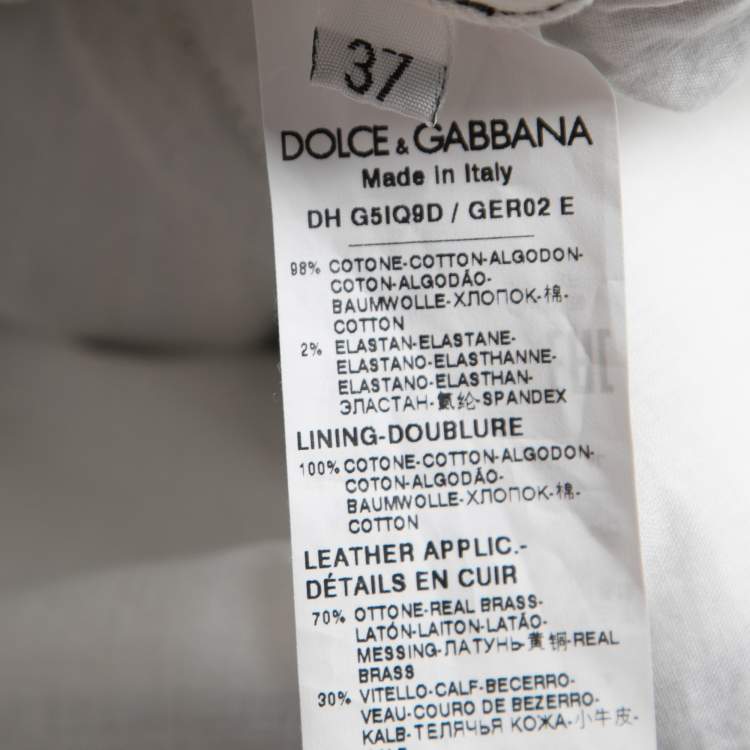 37
DOLCE & GABBANA
Made in Italy
DH G5IQ9D / GER02 E
98% COTONE-COTTON-ALGODON-
COTON-ALGODÃO-
BAUMWOLLE-ХЛОПОК-棉-
COTTON
2% ELASTAN-ELASTANE-
ELASTANO-ELASTHANNE-
ELASTANO-ELASTHAN-
ЭЛАСТАН-氨纶-SPANDEX
LINING-DOUBLURE
100% COTONE-COTTON-ALGODON-
COTON-ALGODÃO-
BAUMWOLLE-ХЛОПОК-棉-
COTTON
LEATHER APPLIC.-
DÉTAILS EN CUIR
70% OTTONE-REAL BRASS-
LATÓN-LAITON-LATÃO-
MESSING-ЛАТУНЬ-黄铜-REAL
BRASS
30% VITELLO-CALF-BECERRO-
VEAU-COURO DE BEZERRO-
KALB-ТЕЛЯЧЬЯ КОЖА-小牛皮-